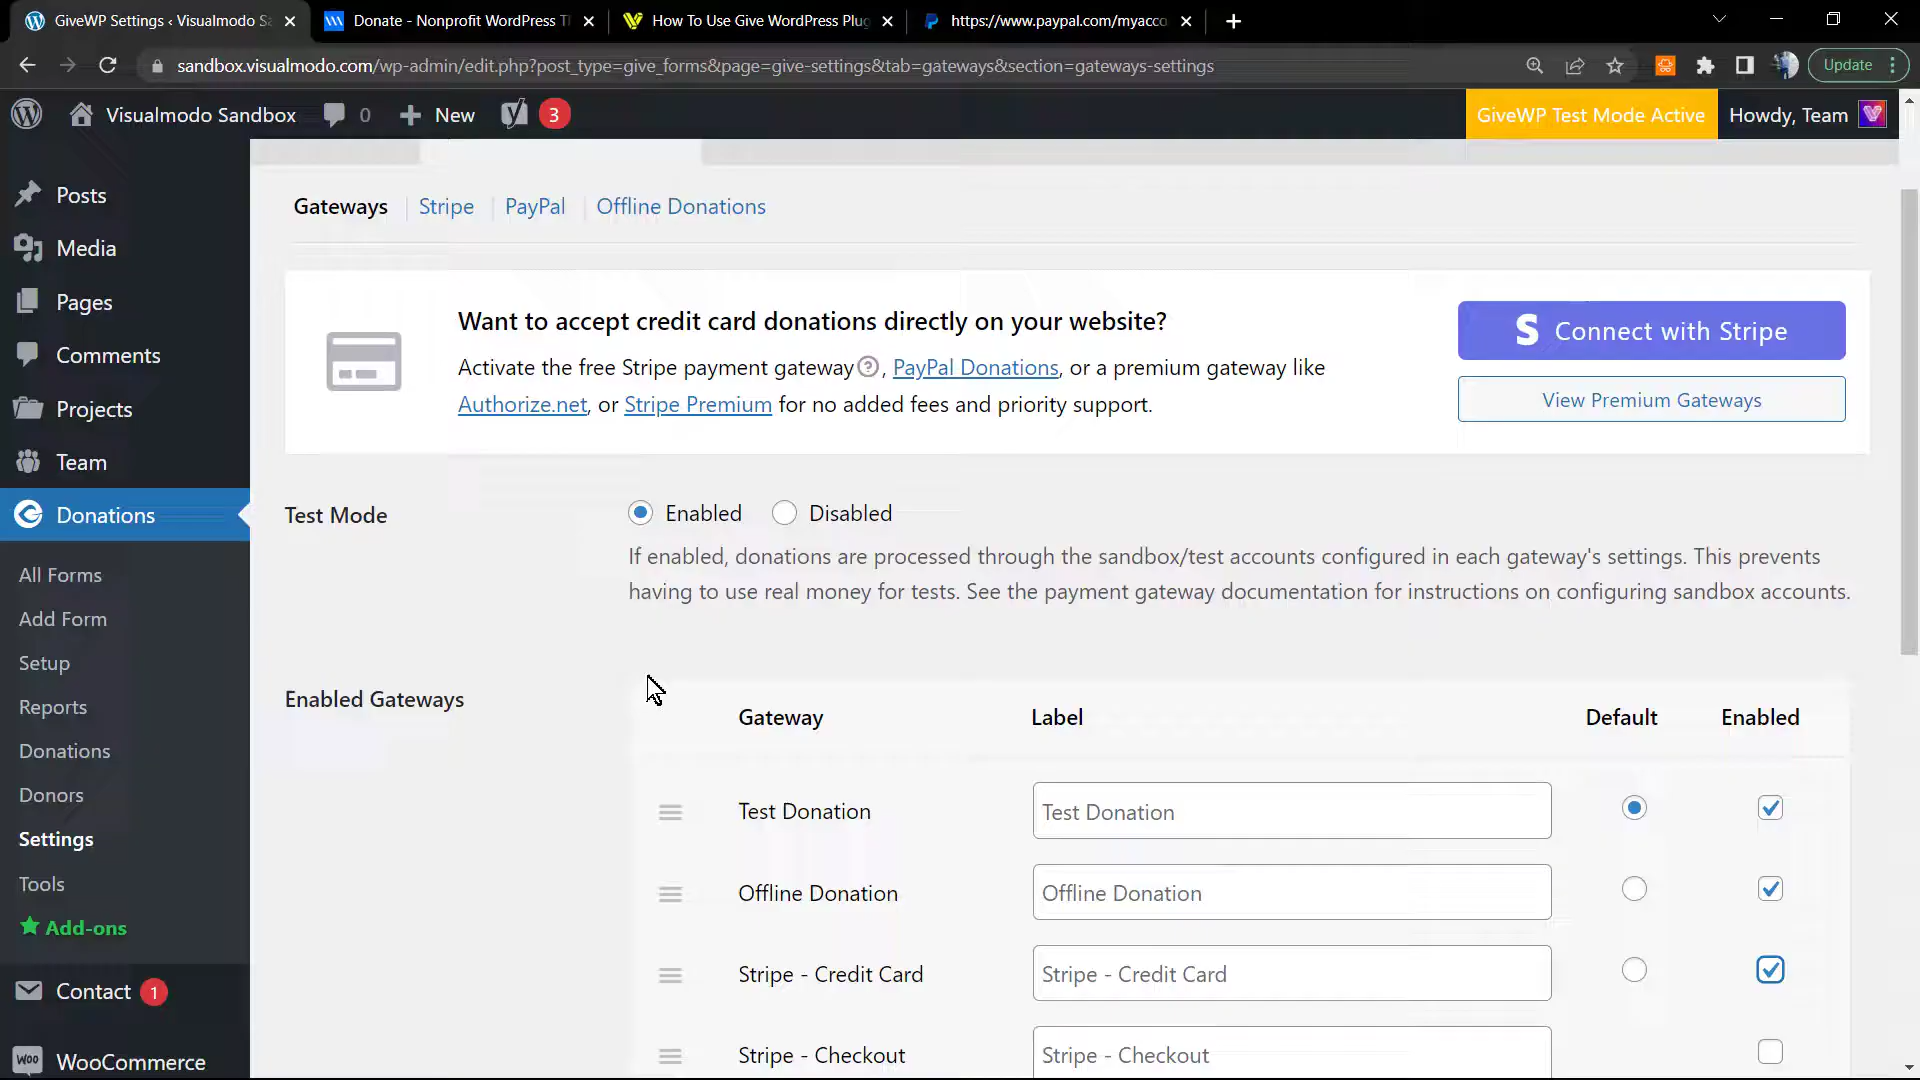 GiveWP Settings ‹ Visualmodo Sa
Donate - Nonprofit WordPress T
How To Use Give WordPress Plug
https://www.paypal.com/myacco
sandbox.visualmodo.com/wp-admin/edit.php?post_type=give_forms&page=give-settings&tab=gateways&section=gateways-settings
Update
Visualmodo Sandbox
0
New
3
GiveWP Test Mode Active
Howdy, Team
Posts
Media
Pages
Comments
Projects
Team
Donations
All Forms
Add Form
Setup
Reports
Donations
Donors
Settings
Tools
Add-ons
Contact 1
WooCommerce
Gateways
Stripe
PayPal
Offline Donations
Want to accept credit card donations directly on your website?
Activate the free Stripe payment gateway?, PayPal Donations, or a premium gateway like
Authorize.net, or Stripe Premium for no added fees and priority support.
S Connect with Stripe
View Premium Gateways
Test Mode
Enabled
Disabled
If enabled, donations are processed through the sandbox/test accounts configured in each gateway's settings. This prevents
having to use real money for tests. See the payment gateway documentation for instructions on configuring sandbox accounts.
Enabled Gateways
Gateway
Label
Default
Enabled
Test Donation
Test Donation
Offline Donation
Offline Donation
Stripe - Credit Card
Stripe - Credit Card
Stripe - Checkout
Stripe - Checkout